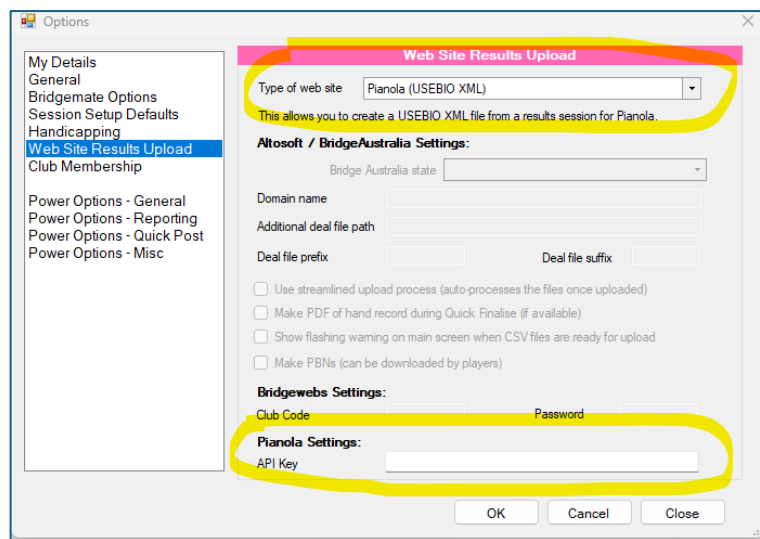 Options
My Details
General
Bridgemate Options
Session Setup Defaults
Handicapping
Web Site Results Upload
Club Membership
Power Options - General
Power Options - Reporting
Power Options - Quick Post
Power Options - Misc
Web Site Results Upload
Type of web site Pianola (USEBIO XML)
This allows you to create a USEBIO XML file from a results session for Pianola.
Altosoft / BridgeAustralia Settings:
Bridge Australia state
Domain name
Additional deal file path
Deal file prefix Deal file suffix
Use streamlined upload process (auto-processes the files once uploaded)
Make PDF of hand record during Quick Finalise (if available)
Show flashing warning on main screen when CSV files are ready for upload
Make PBNs (can be downloaded by players)
Bridgewebs Settings:
Club Code Password
Pianola Settings:
API Key
OK Cancel Close